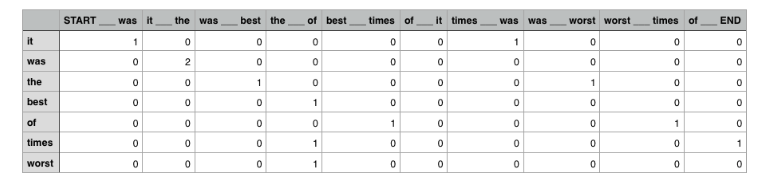 START ___ was it ___ the was ___ best the ___ of best ___ times of ___ it times ___ was was ___ worst worst ___ times of ___ END
it 1 0 0 0 0 0 1 0 0 0
was 0 2 0 0 0 0 0 0 0 0
the 0 0 1 0 0 0 0 1 0 0
best 0 0 0 1 0 0 0 0 0 0
of 0 0 0 0 1 0 0 0 1 0
times 0 0 0 1 0 0 0 0 0 1
worst 0 0 0 1 0 0 0 0 0 0